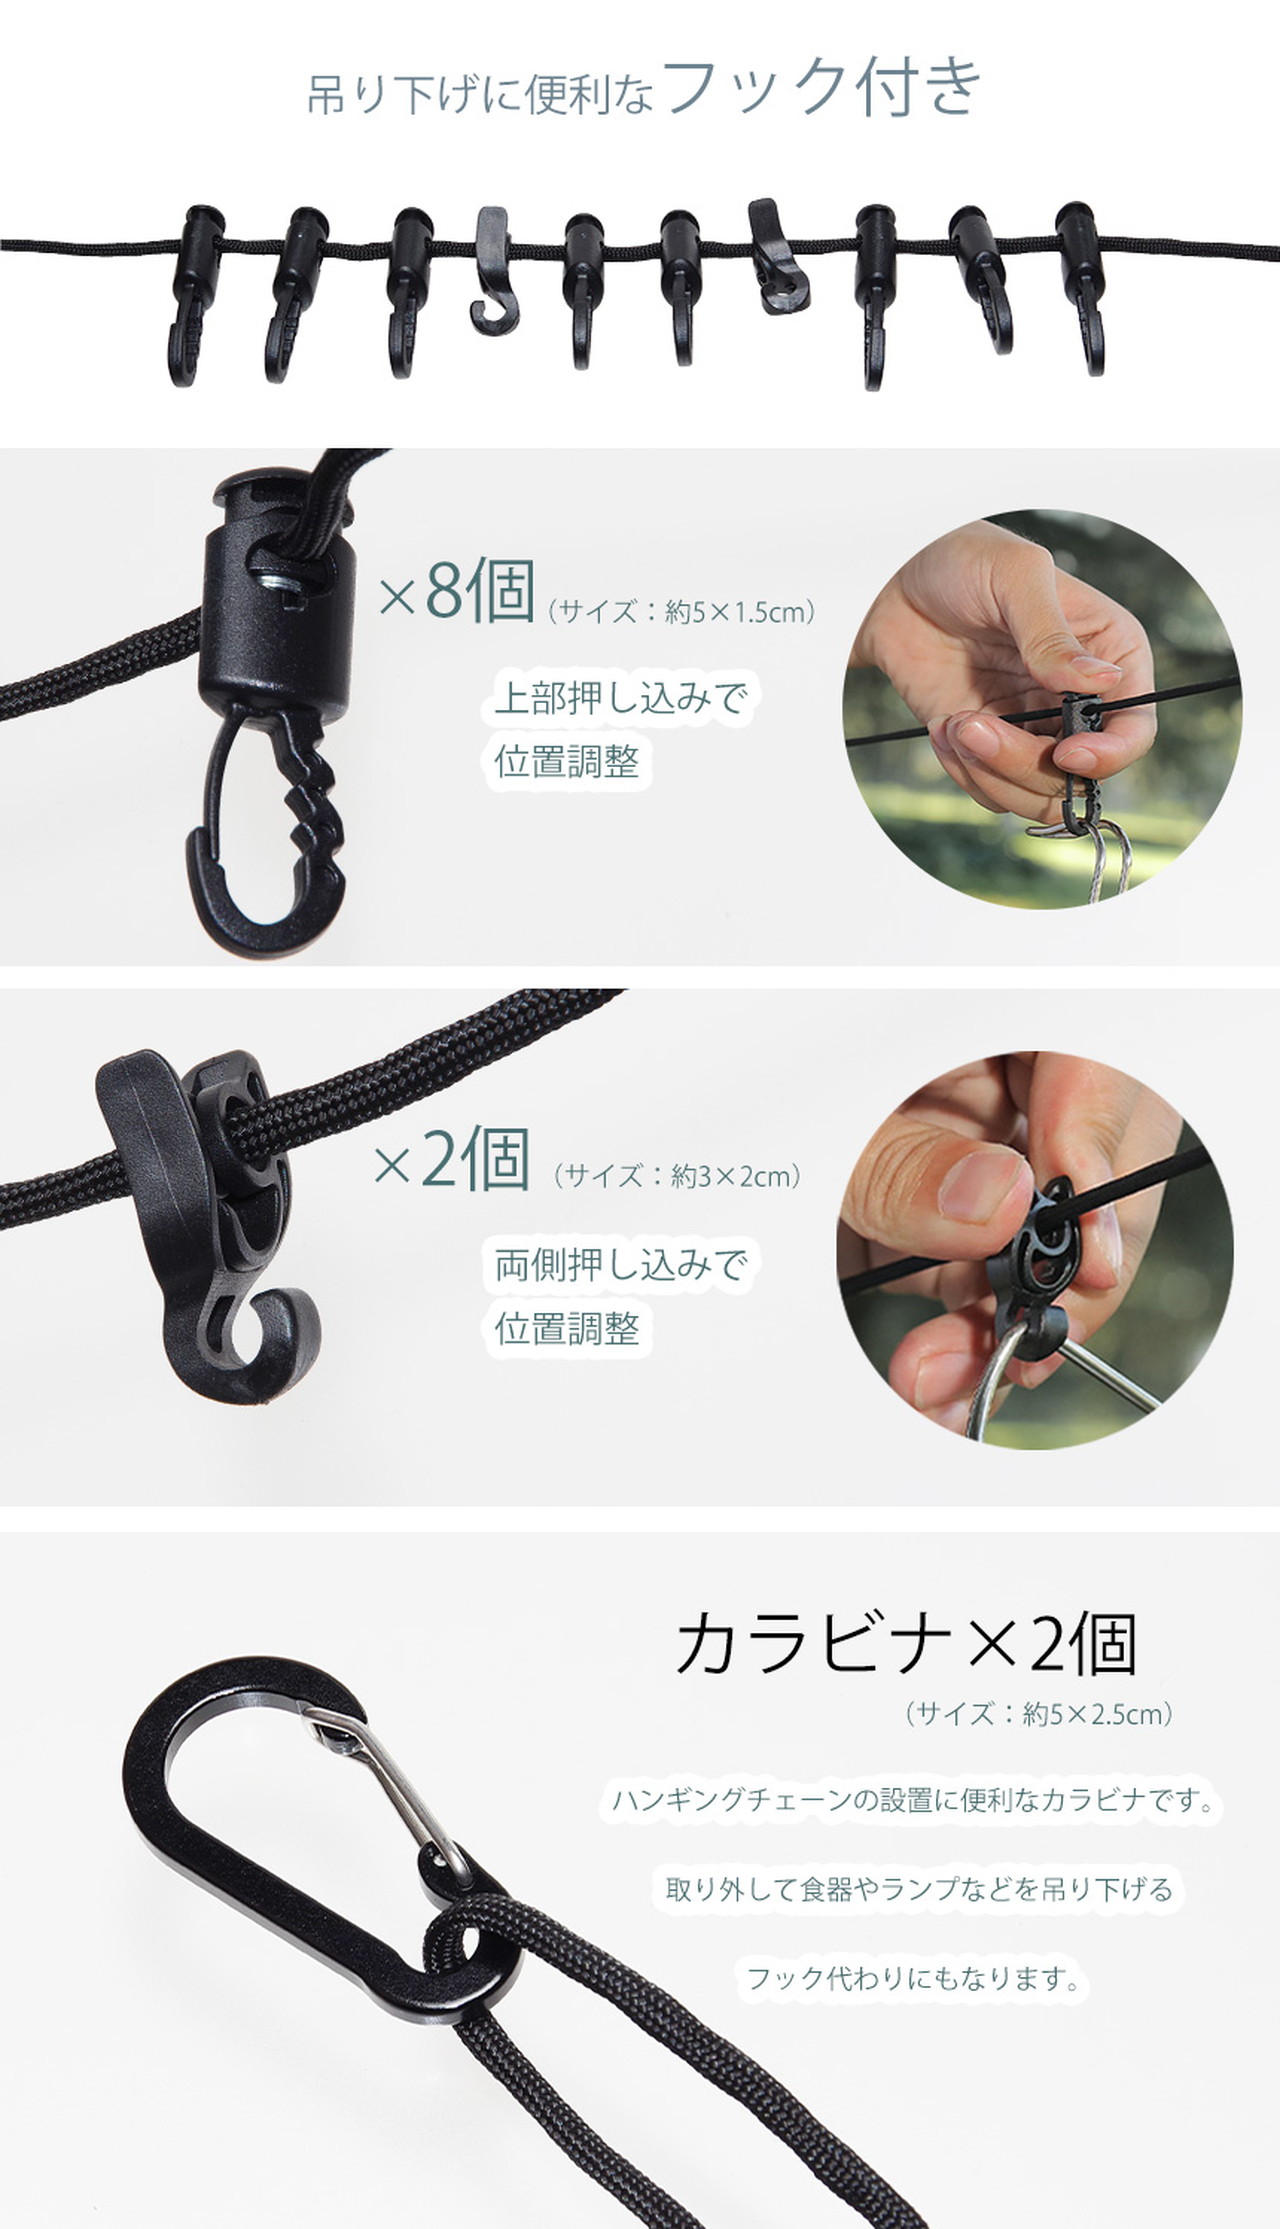 吊り下げに便利なフック付き
×8個（サイズ：約5×1.5cm）
上部押し込みで
位置調整
×2個（サイズ：約3×2cm）
両側押し込みで
位置調整
カラビナ×2個
（サイズ：約5×2.5cm）
ハンギングチェーンの設置に便利なカラビナです。
取り外して食器やランプなどを吊り下げる
フック代わりにもなります。